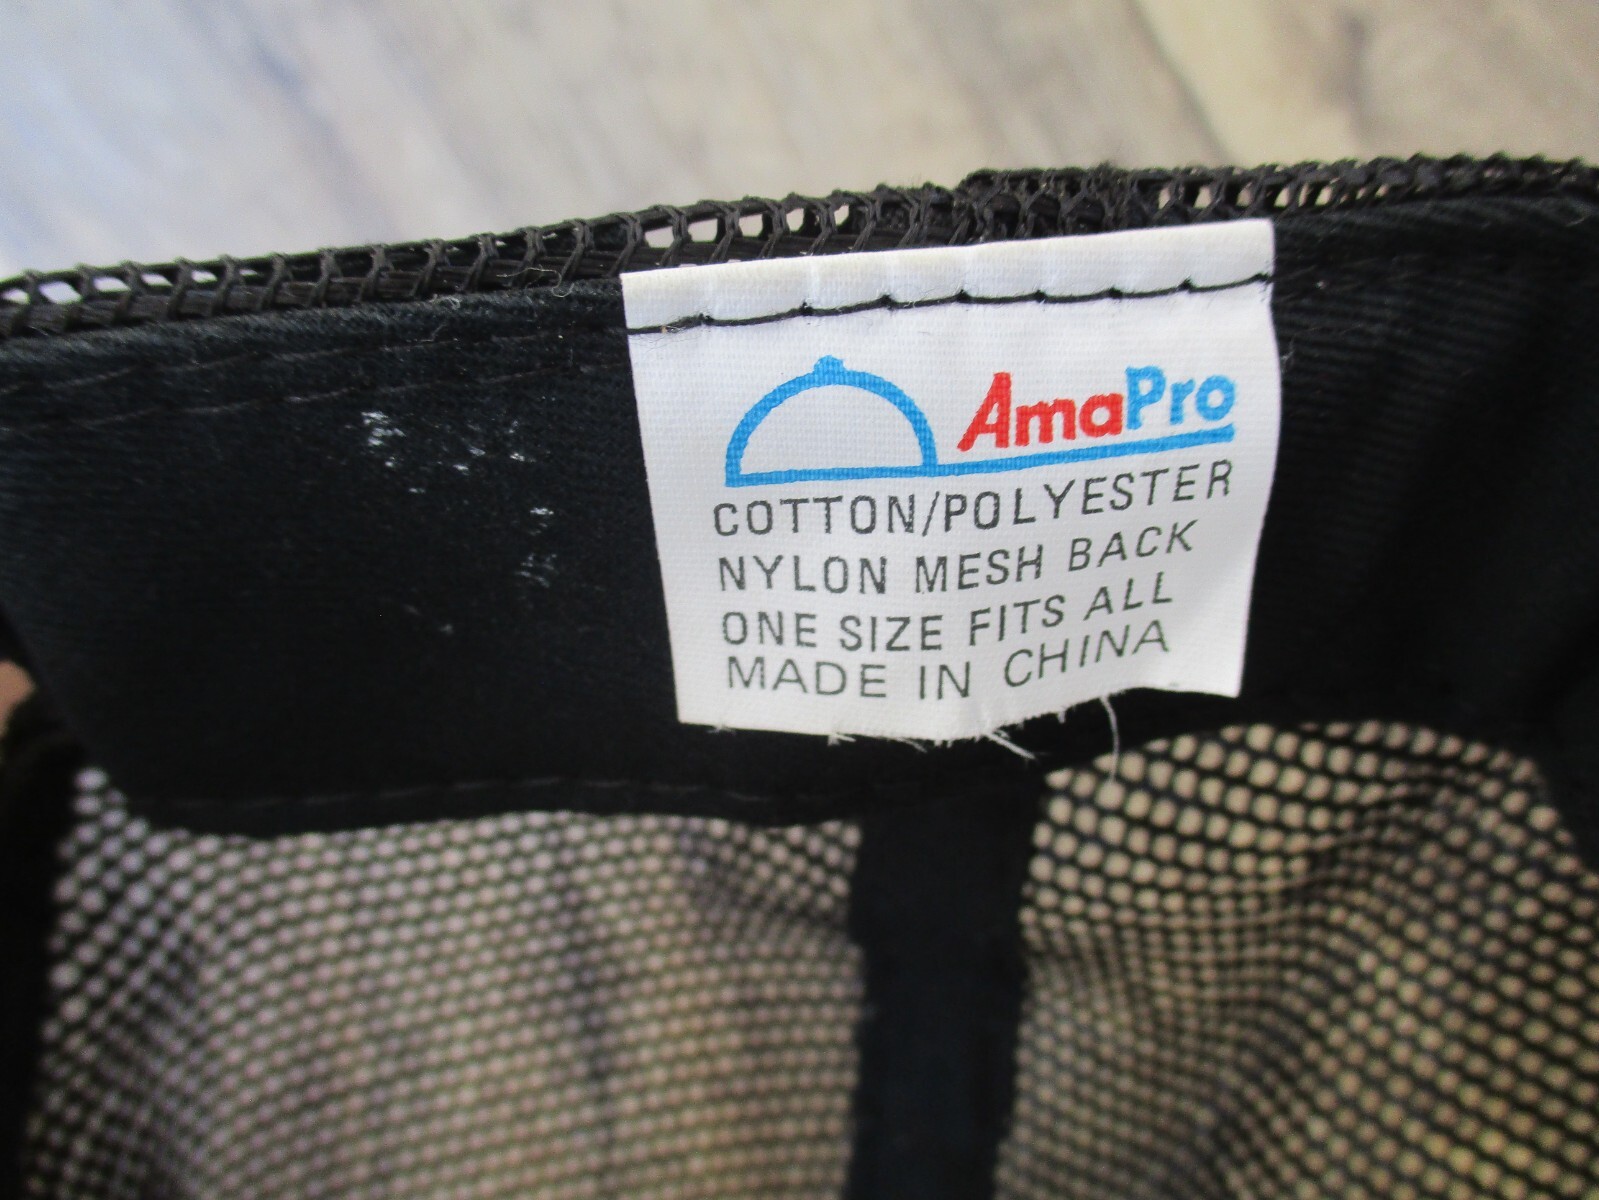 AmaPro
COTTON/POLYESTER
NYLON MESH BACK
ONE SIZE FITS ALL
MADE IN CHINA